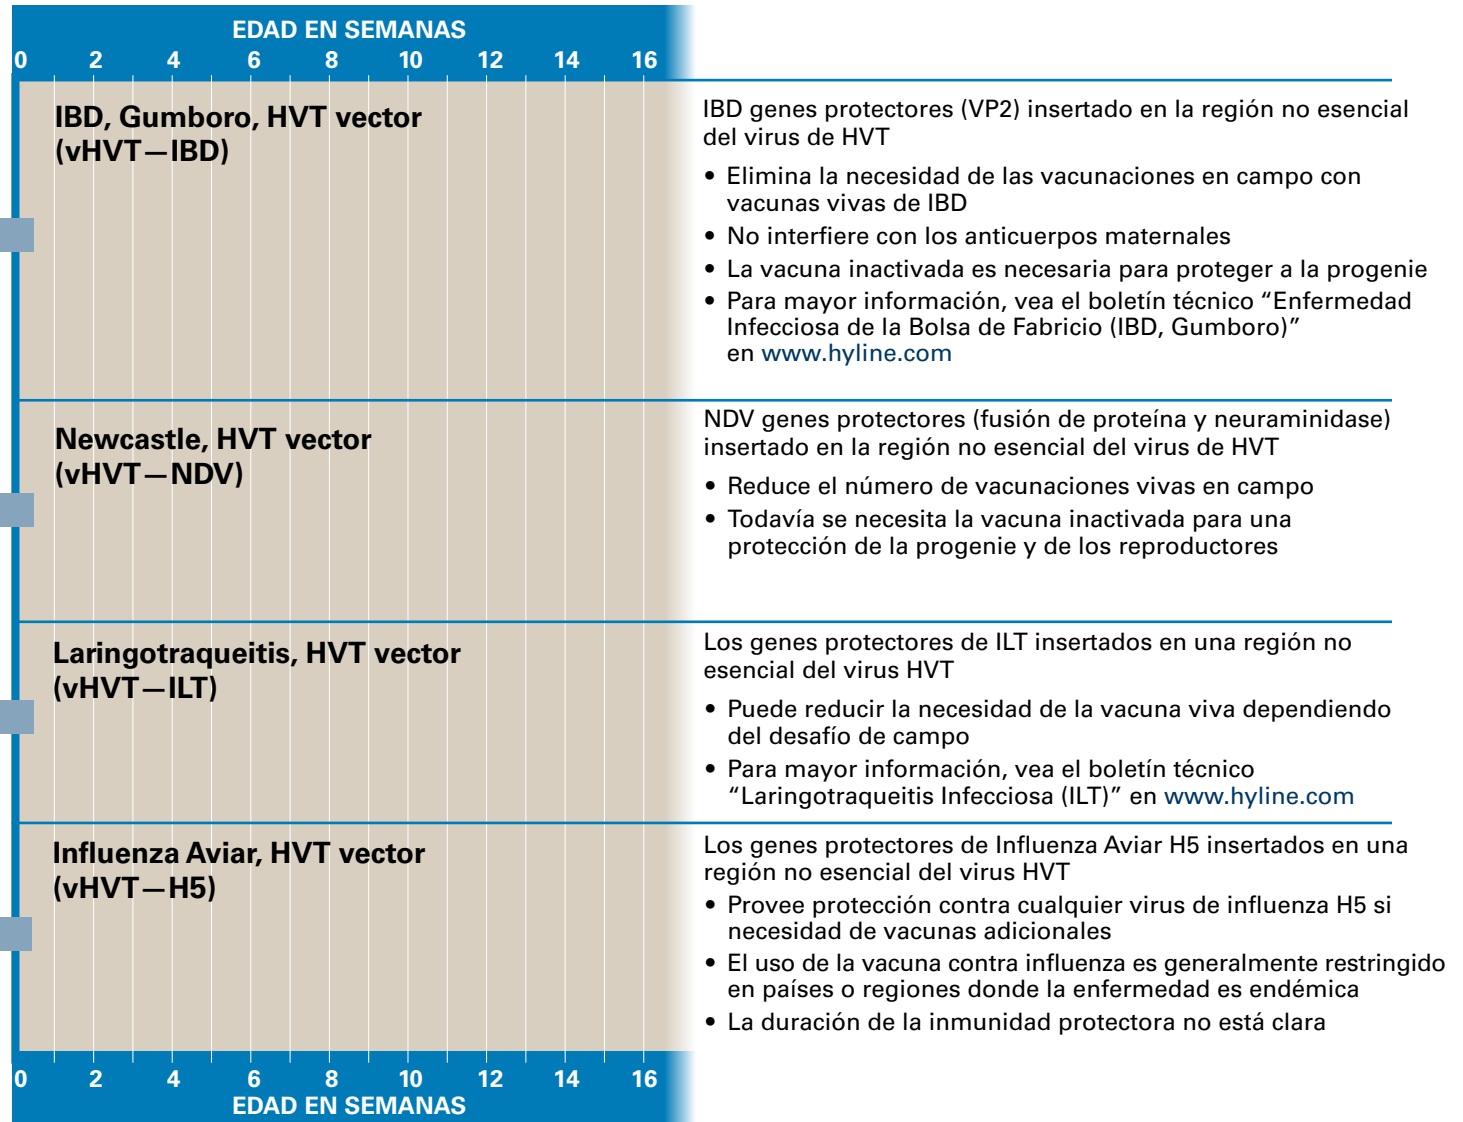 EDAD EN SEMANAS
0 2 4 6 8 10 12 14 16
IBD, Gumboro, HVT vector
(vHVT—IBD)
IBD genes protectores (VP2) insertado en la región no esencial
del virus de HVT
• Elimina la necesidad de las vacunaciones en campo con
vacunas vivas de IBD
• No interfiere con los anticuerpos maternales
• La vacuna inactivada es necesaria para proteger a la progenie
• Para mayor información, vea el boletín técnico “Enfermedad
Infecciosa de la Bolsa de Fabricio (IBD, Gumboro)”
en www.hyline.com
Newcastle, HVT vector
(vHVT—NDV)
NDV genes protectores (fusión de proteína y neuraminidase)
insertado en la región no esencial del virus de HVT
• Reduce el número de vacunaciones vivas en campo
• Todavía se necesita la vacuna inactivada para una
protección de la progenie y de los reproductores
Laringotraqueitis, HVT vector
(vHVT—ILT)
Los genes protectores de ILT insertados en una región no
esencial del virus HVT
• Puede reducir la necesidad de la vacuna viva dependiendo
del desafío de campo
• Para mayor información, vea el boletín técnico
“Laringotraqueitis Infecciosa (ILT)” en www.hyline.com
Influenza Aviar, HVT vector
(vHVT—H5)
Los genes protectores de Influenza Aviar H5 insertados en una
región no esencial del virus HVT
• Provee protección contra cualquier virus de influenza H5 si
necesidad de vacunas adicionales
• El uso de la vacuna contra influenza es generalmente restringido
en países o regiones donde la enfermedad es endémica
• La duración de la inmunidad protectora no está clara
0 2 4 6 8 10 12 14 16
EDAD EN SEMANAS